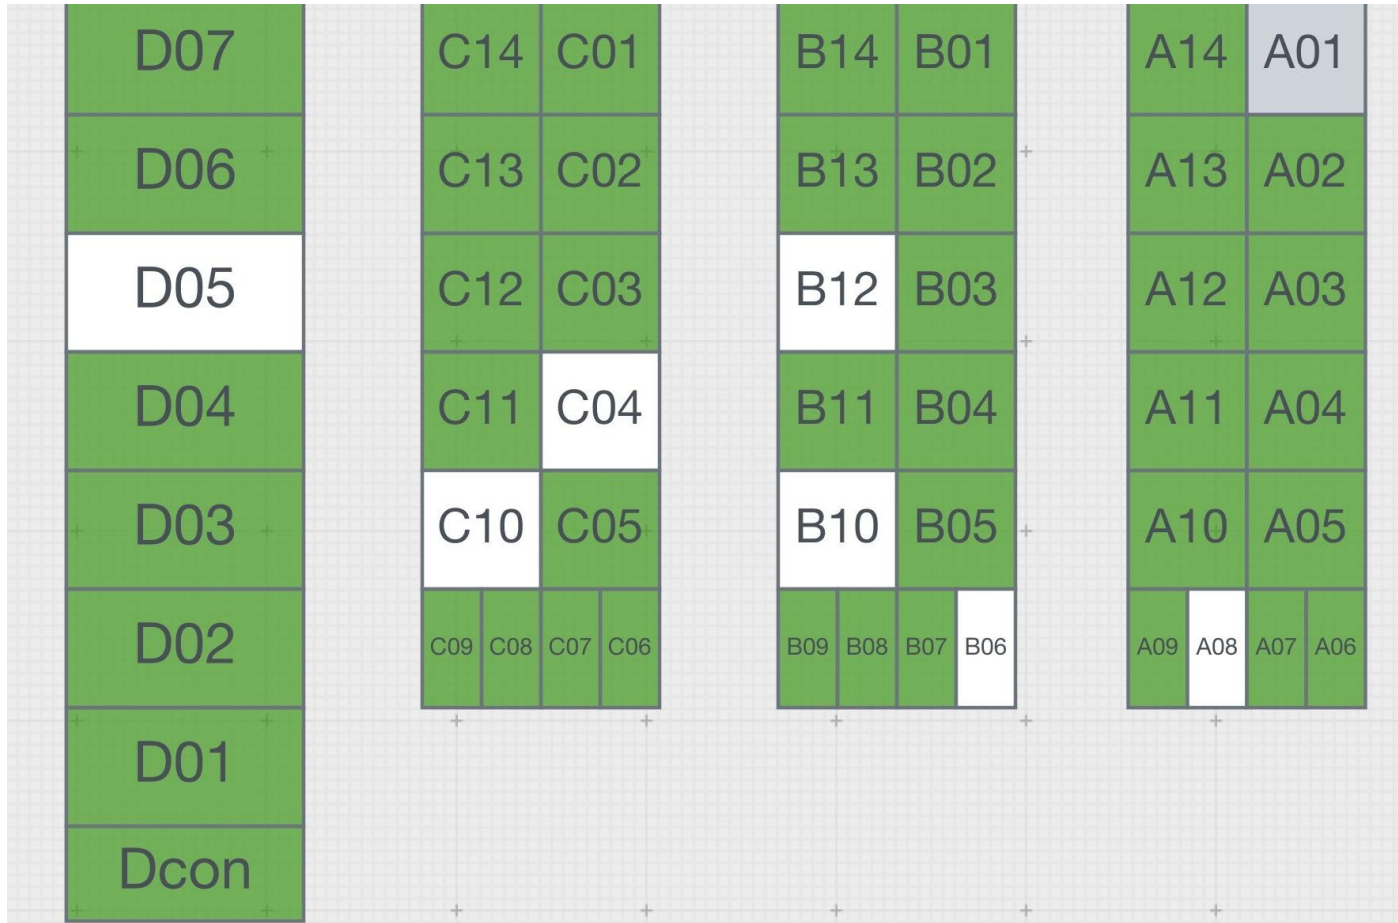 D07 C14 C01 B14 B01 A14 A01
D06 C13 C02 B13 B02 A13 A02
D05 C12 C03 B12 B03 A12 A03
D04 C11 C04 B11 B04 A11 A04
D03 C10 C05 B10 B05 A10 A05
D02 C09 C08 C07 C06 B09 B08 B07 B06 A09 A08 A07 A06
D01
Dcon